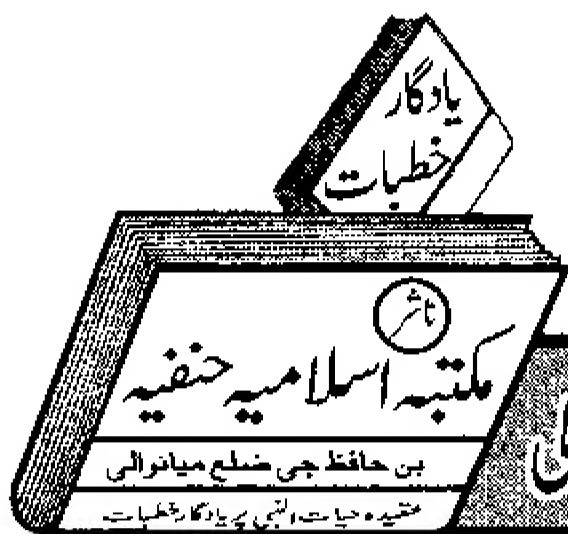 یادگار
خطبات
ناشر
مکتبہ اسلامیہ حنفیہ
بن حافظ جی ضلع میانوالی
عقیدہ حیات النبی پر یادگار خطبات